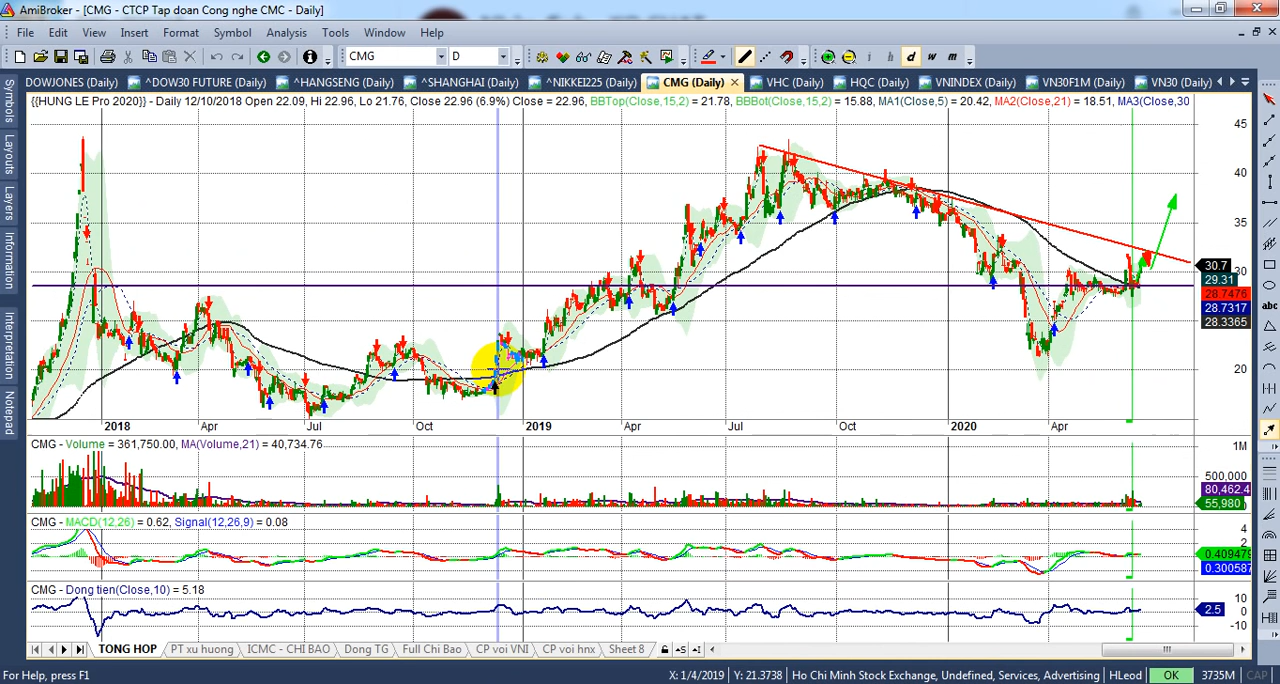 AmiBroker - [CMG - CTCP Tap doan Cong nghe CMC - Daily]
File Edit View Insert Format Symbol Analysis Tools Window Help
CMG D i h d w m
DOWJONES (Daily) ^DOW30 FUTURE (Daily) ^HANGSENG (Daily) ^SHANGHAI (Daily) ^NIKKEI225 (Daily) CMG (Daily) VHC (Daily) HQC (Daily) VNINDEX (Daily) VN30F1M (Daily) VN30 (Daily)
{{HUNG LE Pro 2020}} - Daily 12/10/2018 Open 22.09, Hi 22.96, Lo 21.76, Close 22.96 (6.9%) Close = 22.96, BBTop(Close,15,2) = 21.78, BBBot(Close,15,2) = 15.88, MA1(Close,5) = 20.42, MA2(Close,21) = 18.51, MA3(Close,30
Symbols
Layouts
Layers
Information
Interpretation
Notepad
abc
45
40
35
30
20
30.7
29.31
28.7476
28.7317
28.3365
2018 Apr Jul Oct 2019 Apr Jul Oct 2020 Apr
CMG - Volume = 361,750.00, MA(Volume,21) = 40,734.76
1M
500,000
80,462.4
55,980
CMG - MACD(12,26) = 0.62, Signal(12,26,9) = 0.08
4
2
0.409479
0.300587
CMG - Dong tien(Close,10) = 5.18
10
0
-10
2.5
TONG HOP PT xu huong ICMC - CHI BAO Dong TG Full Chi Bao CP voi VNI CP voi hnx Sheet 8
For Help, press F1 X: 1/4/2019 Y: 21.3738 Ho Chi Minh Stock Exchange, Undefined, Services, Advertising HLeod OK 3735M CAP